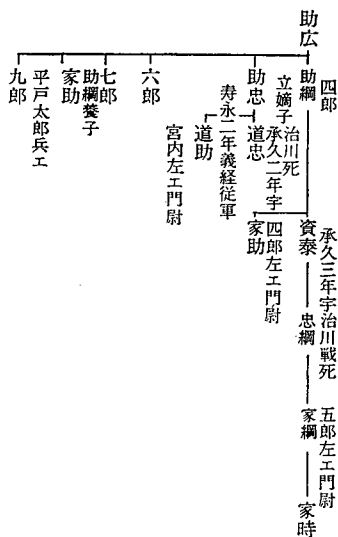 助広
四郎
助綱
承久三年宇治川戦死
資泰
忠綱
五郎左エ門尉
家綱
家時
四郎左エ門尉
家助
承久二年宇
治川死
立嫡子
助忠
道忠
寿永二年義経従軍
道助
宮内左エ門尉
六郎
七郎
助綱養子
家助
平戸太郎兵エ
九郎